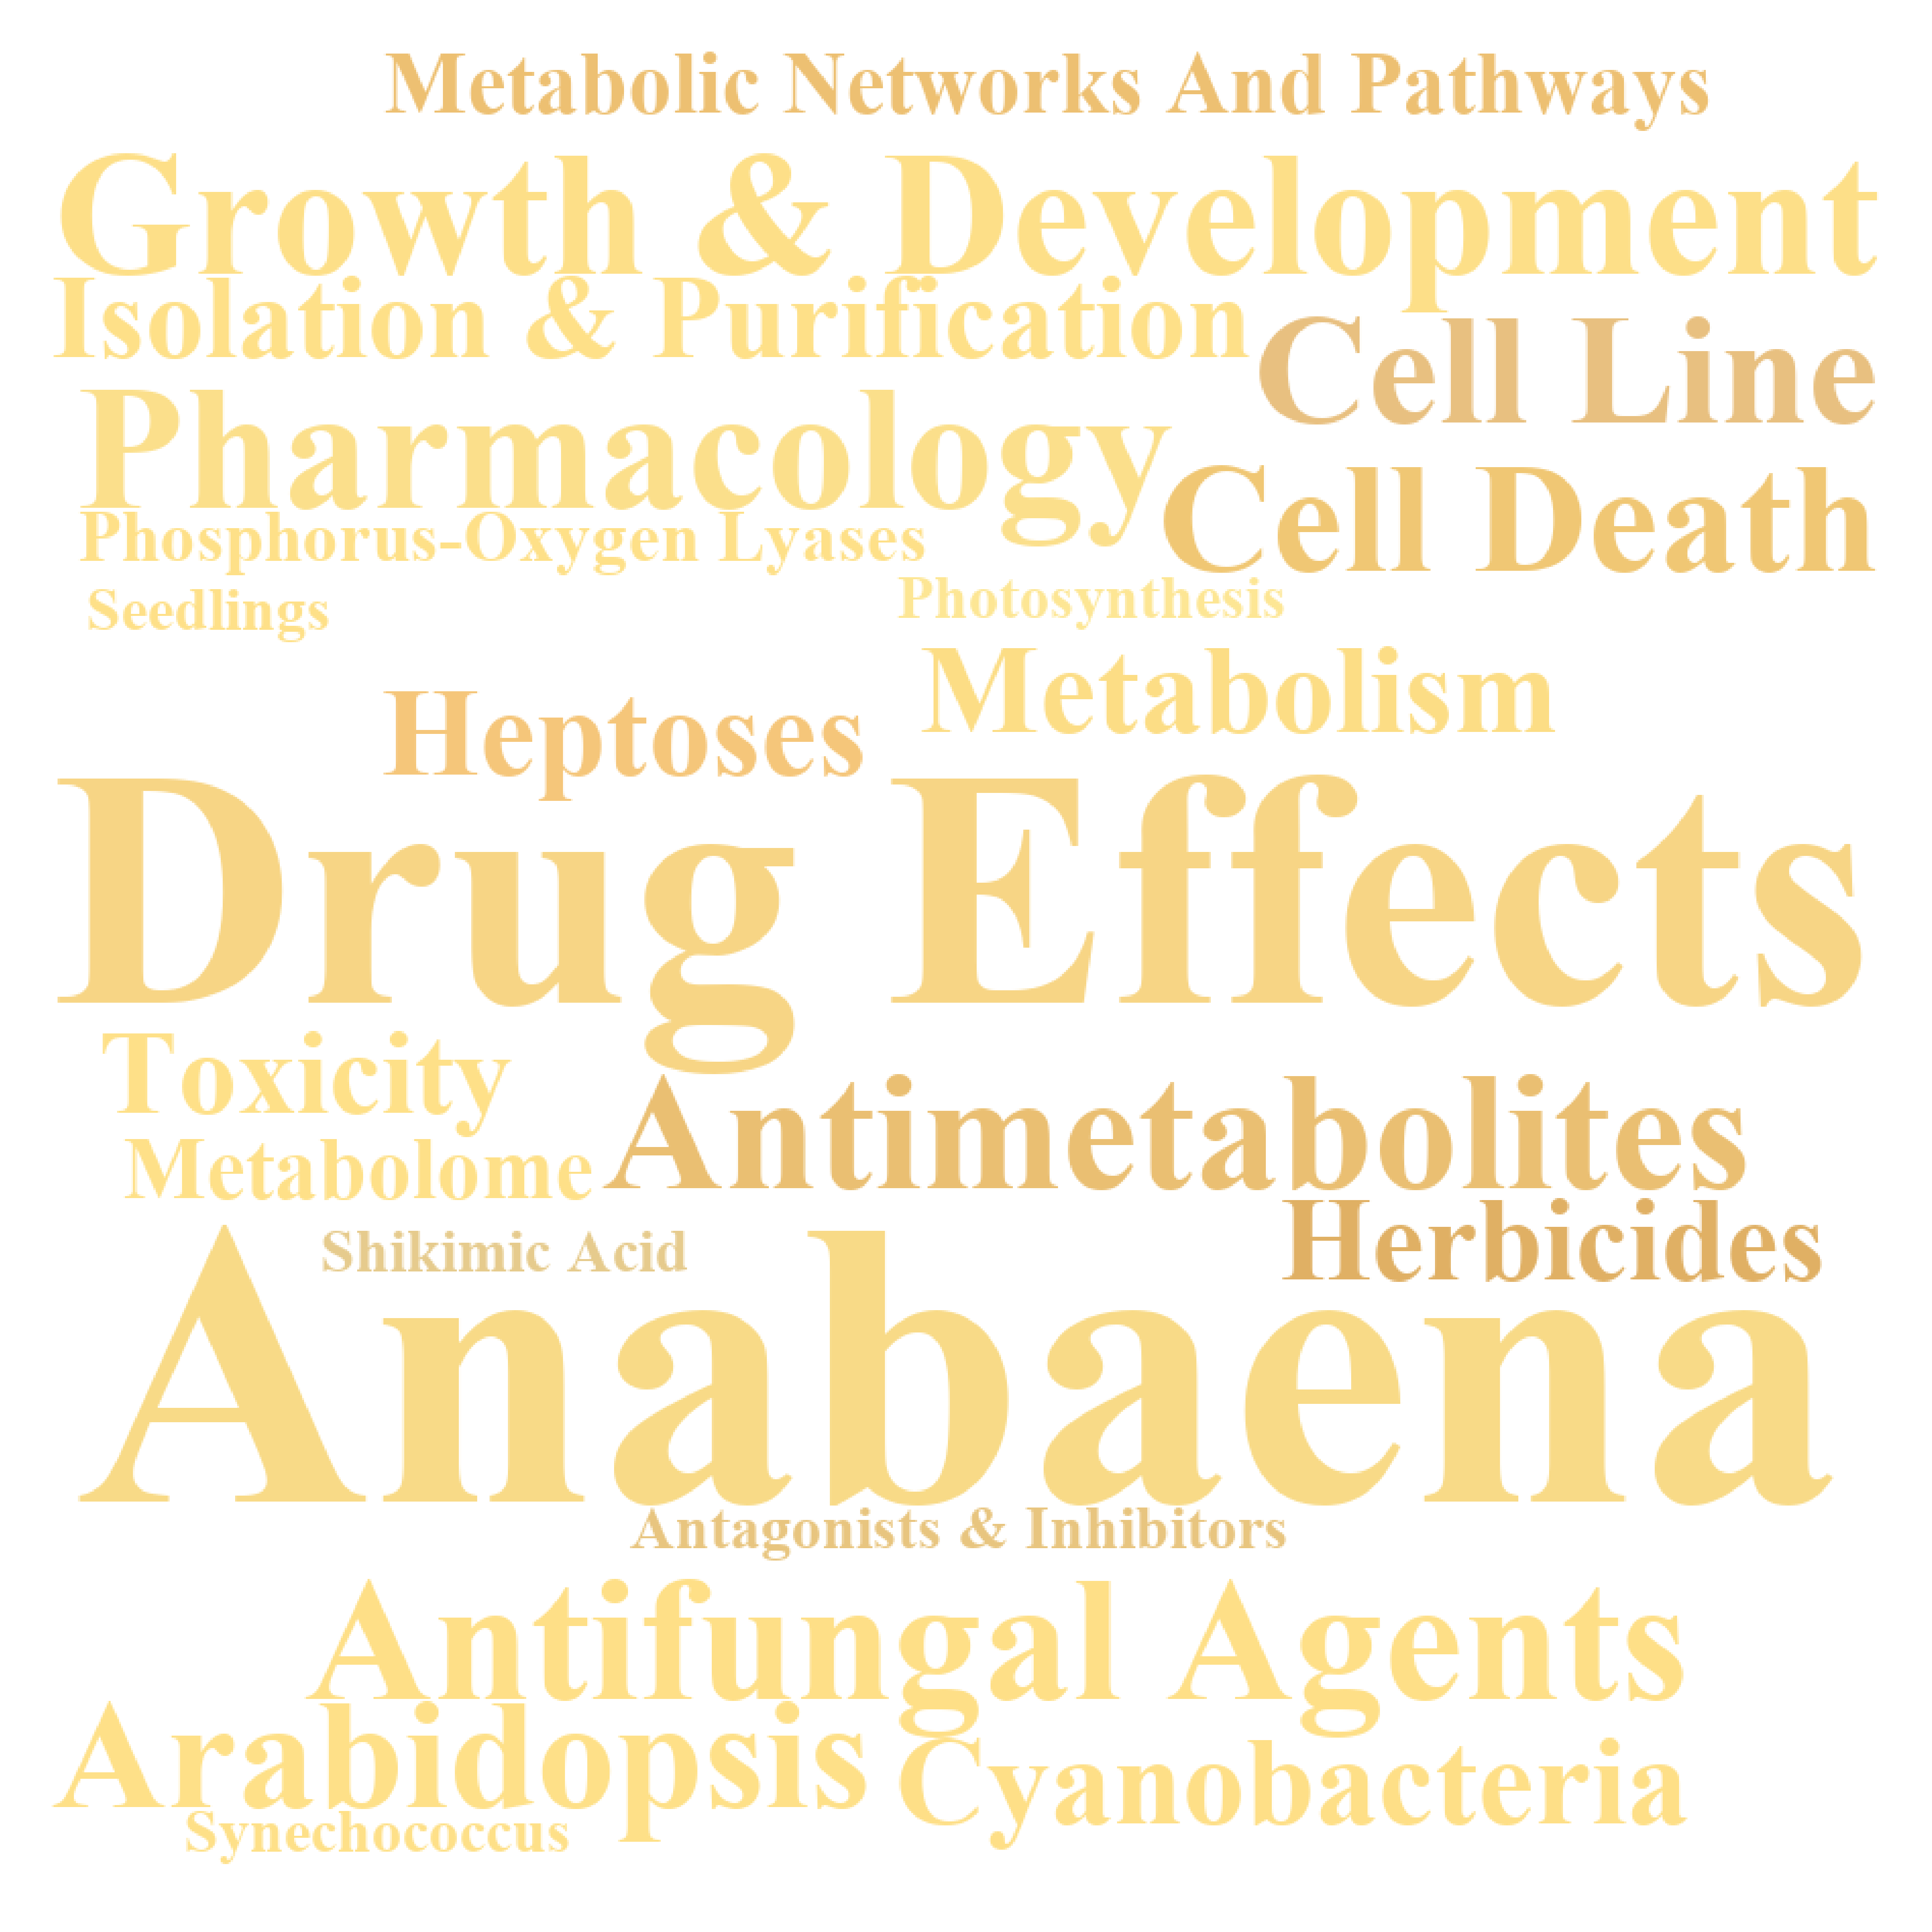 Metabolic Networks And Pathways
Growth & Development
Isolation & Purification
Cell Line
Pharmacology
Cell Death
Phosphorus-Oxygen Lyases
Seedlings
Photosynthesis
Metabolism
Heptoses
Drug Effects
Toxicity
Antimetabolites
Metabolome
Herbicides
Shikimic Acid
Anabaena
Antagonists & Inhibitors
Antifungal Agents
Arabidopsis
Cyanobacteria
Synechococcus